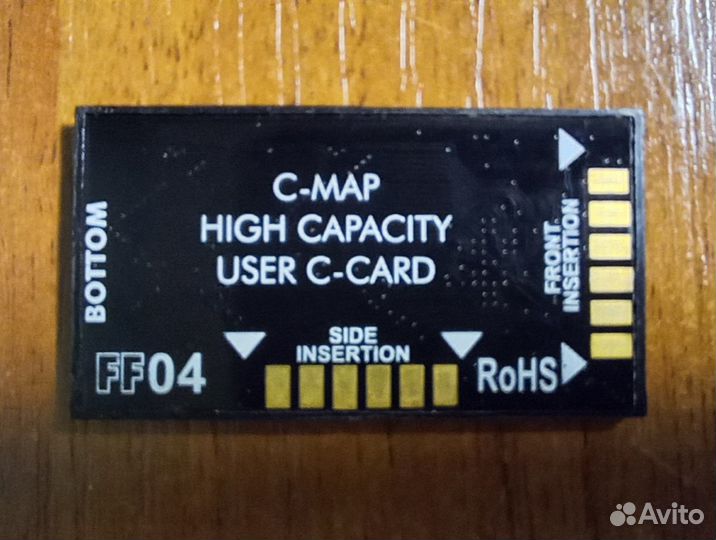 C-MAP
HIGH CAPACITY
USER C-CARD
BOTTOM
FRONT
INSERTION
SIDE
INSERTION
FF04
RoHS
Avito